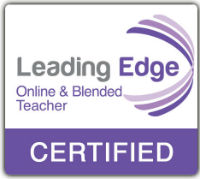 Leading Edge
Online & Blended
Teacher
CERTIFIED